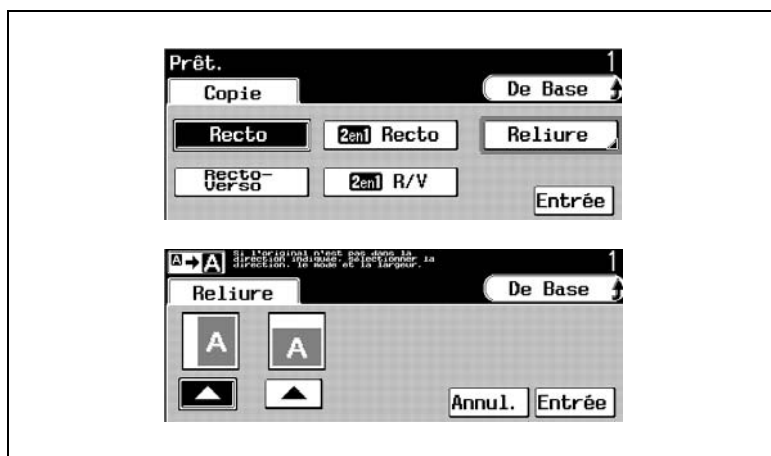 Prêt. 1
Copie De Base
Recto 2en1 Recto Reliure
Recto-
Verso 2en1 R/V
Entrée
A→A Si l'original n'est pas dans la
direction indiquée, sélectionner la
direction, le mode et la largeur. 1
Reliure De Base
A A
Annul. Entrée